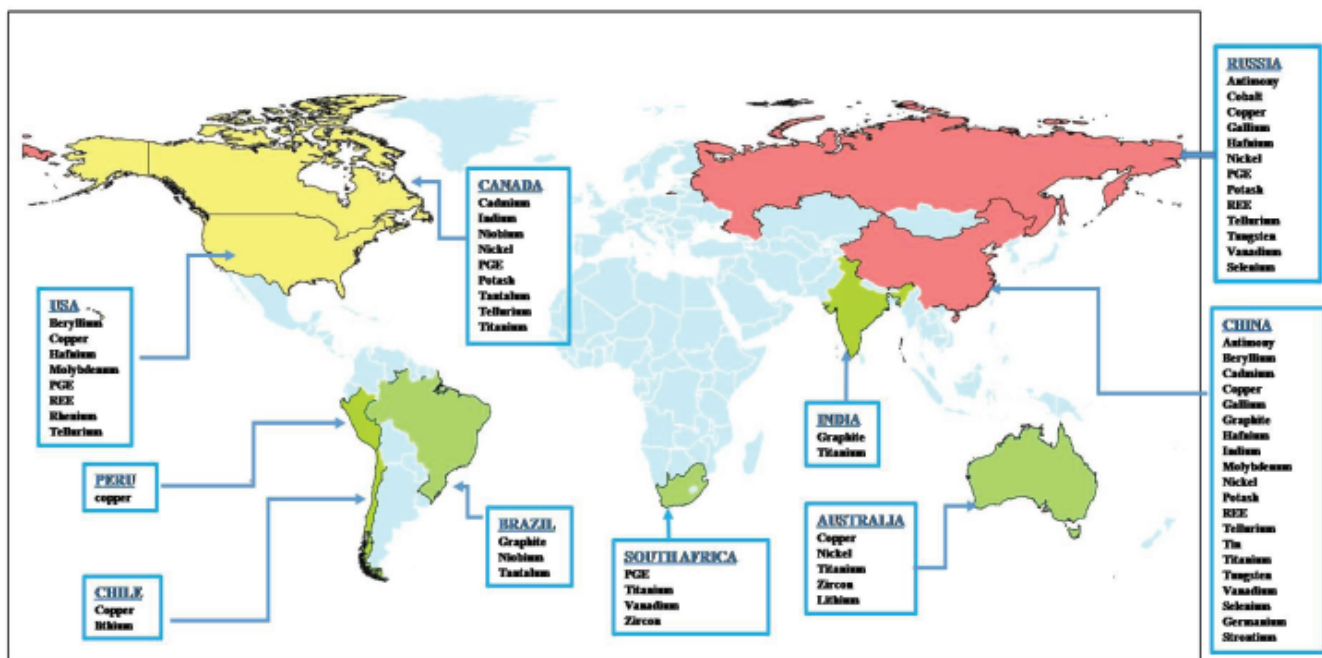 RUSSIA
Antimony
Cobalt
Copper
Gallium
Hafnium
Nickel
PGE
Potash
REE
Tellurium
Tungsten
Vanadium
Selenium
CANADA
Cadmium
Indium
Niobium
Nickel
PGE
Potash
Tantalum
Tellurium
Titanium
USA
Beryllium
Copper
Hafnium
Molybdenum
PGE
REE
Rhenium
Tellurium
CHINA
Antimony
Beryllium
Cadmium
Copper
Gallium
Graphite
Hafnium
Indium
Molybdenum
Nickel
Potash
REE
Tellurium
Tin
Titanium
Tungsten
Vanadium
Selenium
Germanium
Strontium
INDIA
Graphite
Titanium
PERU
copper
BRAZIL
Graphite
Niobium
Tantalum
AUSTRALIA
Copper
Nickel
Titanium
Zircon
Lithium
SOUTH AFRICA
PGE
Titanium
Vanadium
Zircon
CHILE
Copper
lithium